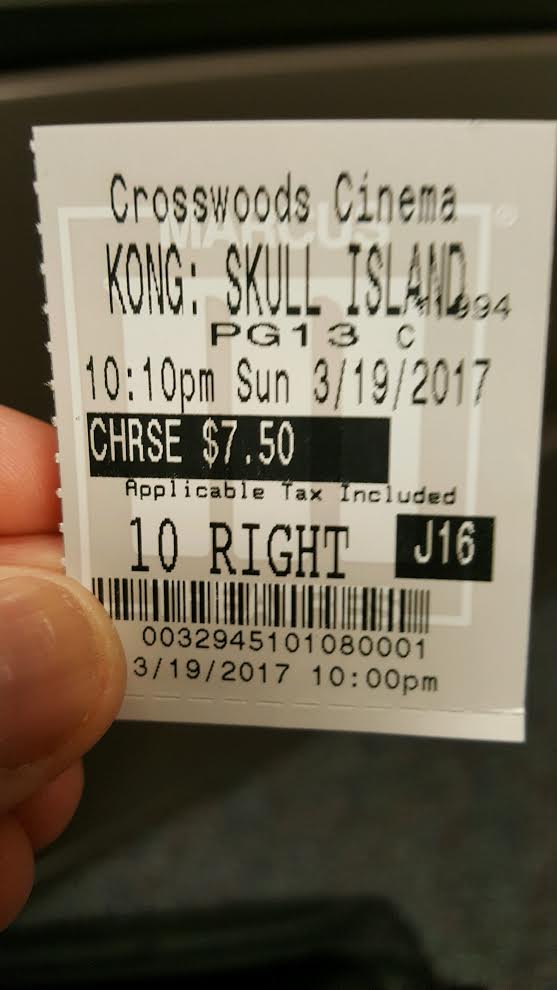 Crosswoods Cinema
MARCUS
KONG: SKULL ISLAND
PG13 C
10:10pm Sun 3/19/2017
CHRSE $7.50
Applicable Tax Included
10 RIGHT J16
0032945101080001
3/19/2017 10:00pm